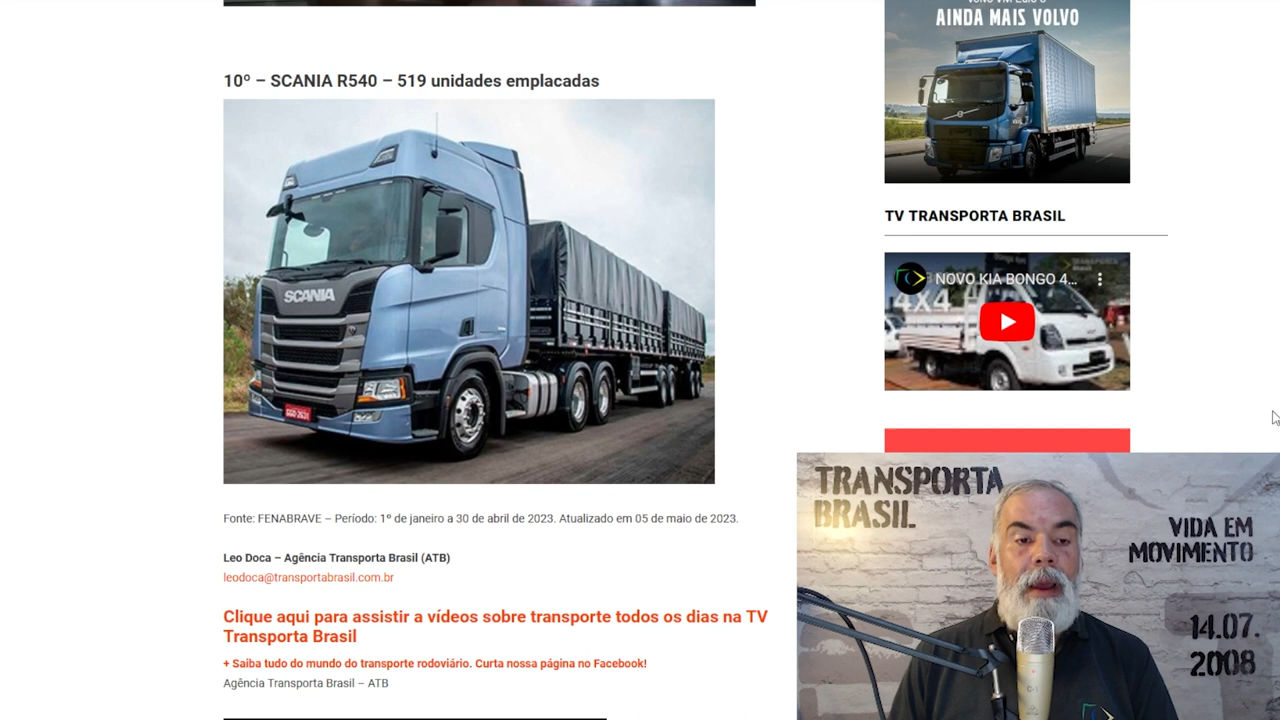 AINDA MAIS VOLVO
10º – SCANIA R540 – 519 unidades emplacadas
SCANIA
TV TRANSPORTA BRASIL
NOVO KIA BONGO 4...
4X4
Fonte: FENABRAVE – Período: 1º de janeiro a 30 de abril de 2023. Atualizado em 05 de maio de 2023.
Leo Doca – Agência Transporta Brasil (ATB)
leodoca@transportabrasil.com.br
Clique aqui para assistir a vídeos sobre transporte todos os dias na TV
Transporta Brasil
+ Saiba tudo do mundo do transporte rodoviário. Curta nossa página no Facebook!
Agência Transporta Brasil – ATB
TRANSPORTA
BRASIL
VIDA EM
MOVIMENTO
14.07.
2008
C-1